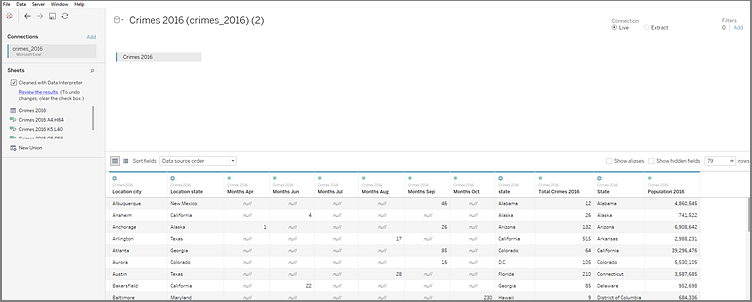 File Data Server Window Help
Connections Add
crimes_2016
Microsoft Excel
Sheets
Cleaned with Data Interpreter
Review the results. (To undo
changes, clear the check box.)
Crimes 2016
Crimes 2016 A4:H84
Crimes 2016 K5:L40
New Union
Crimes 2016 (crimes_2016) (2)
Connection
Live Extract
Filters
0 Add
Crimes 2016
Sort fields Data source order
Show aliases Show hidden fields 79 rows
Crimes 2016 Crimes 2016 Crimes 2016 Crimes 2016 Crimes 2016 Crimes 2016 Crimes 2016 Crimes 2016 Crimes 2016 Crimes 2016 Crimes 2016 Crimes 2016
Location city Location state Months Apr Months Jun Months Jul Months Aug Months Sep Months Oct state Total Crimes 2016 State Population 2016
Albuquerque New Mexico null null null null 46 null Alabama 12 Alabama 4,860,545
Anaheim California null 4 null null null null Alaska 26 Alaska 741,522
Anchorage Alaska 1 null null null 26 null Arizona 132 Arizona 6,908,642
Arlington Texas null null null 17 null null California 515 Arkansas 2,988,231
Atlanta Georgia null null null null 85 null Colorado 64 California 39,296,476
Aurora Colorado null null null null 16 null D.C. 105 Colorado 5,530,105
Austin Texas null null null 28 null null Florida 210 Connecticut 3,587,685
Bakersfield California null 22 null null null null Georgia 85 Delaware 952,698
Baltimore Maryland null null null null null 230 Hawaii 9 District of Columbia 684,336